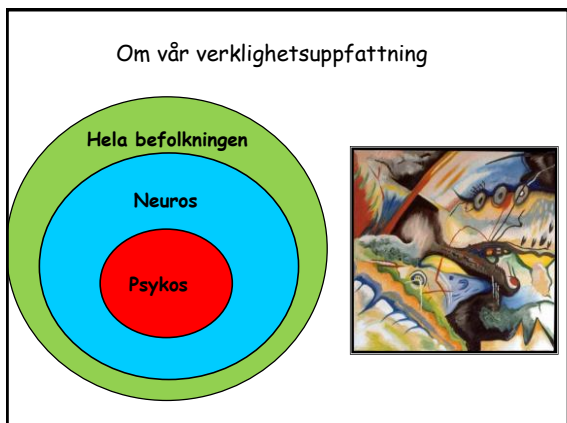 Om vår verklighetsuppfattning
Hela befolkningen
Neuros
Psykos